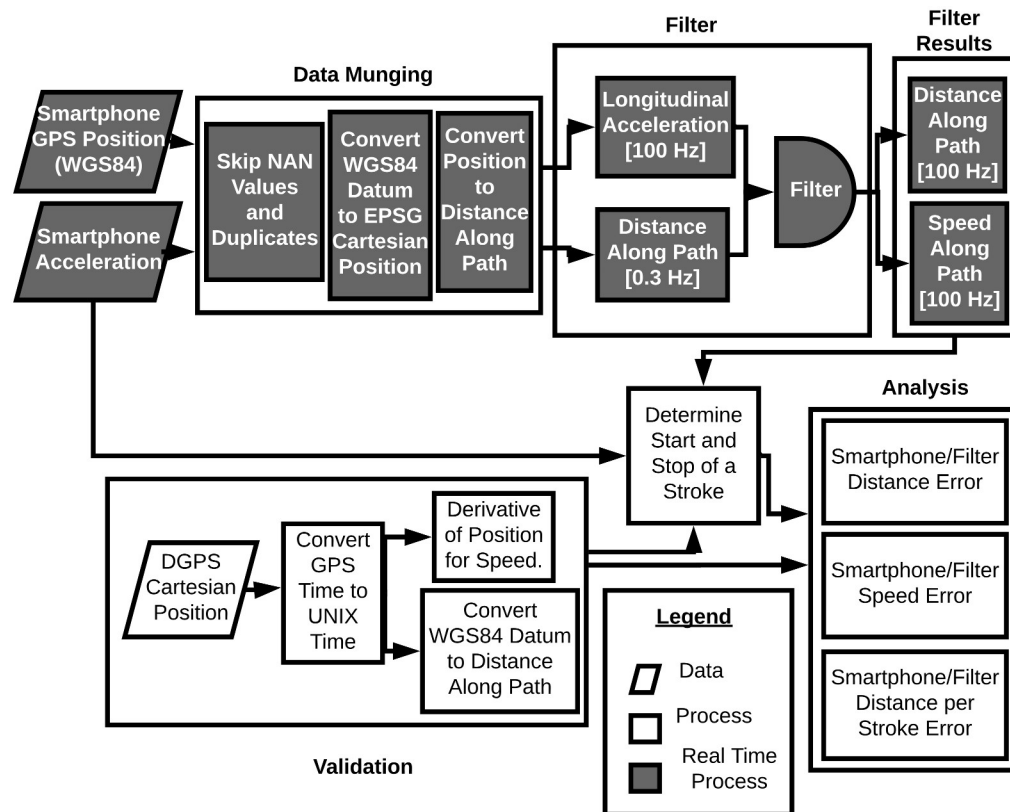 Filter
Filter
Results
Data Munging
Smartphone
GPS Position
(WGS84)
Smartphone
Acceleration
Skip NAN
Values
and
Duplicates
Convert
WGS84
Datum
to EPSG
Cartesian
Position
Convert
Position
to
Distance
Along
Path
Longitudinal
Acceleration
[100 Hz]
Distance
Along Path
[0.3 Hz]
Filter
Distance
Along
Path
[100 Hz]
Speed
Along
Path
[100 Hz]
Determine
Start and
Stop of a
Stroke
Analysis
Smartphone/Filter
Distance Error
Smartphone/Filter
Speed Error
Smartphone/Filter
Distance per
Stroke Error
DGPS
Cartesian
Position
Convert
GPS
Time to
UNIX
Time
Derivative
of Position
for Speed.
Convert
WGS84 Datum
to Distance
Along Path
Validation
Legend
Data
Process
Real Time
Process